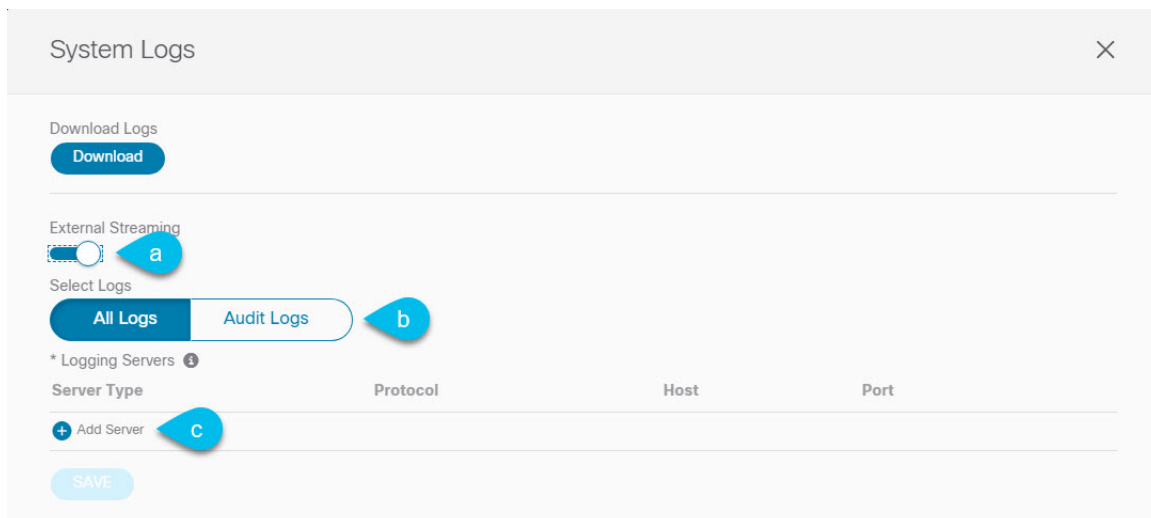 System Logs
Download Logs
Download
External Streaming
a
Select Logs
All Logs Audit Logs
b
* Logging Servers
Server Type Protocol Host Port
Add Server
c
SAVE